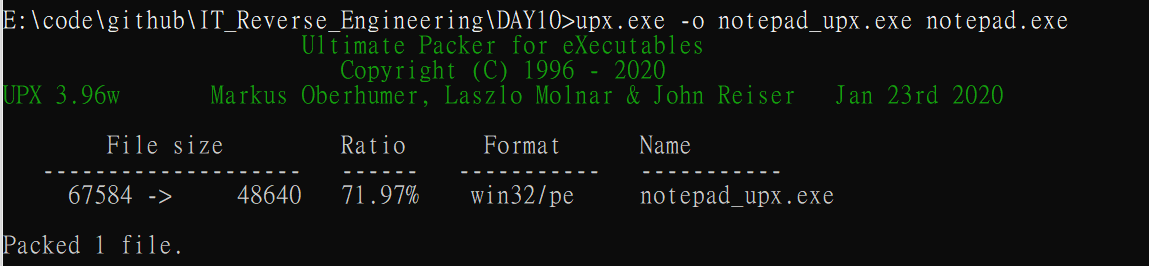 E:\code\github\IT_Reverse_Engineering\DAY10>upx.exe -o notepad_upx.exe notepad.exe
Ultimate Packer for eXecutables
Copyright (C) 1996 - 2020
UPX 3.96w Markus Oberhumer, Laszlo Molnar & John Reiser Jan 23rd 2020
File size Ratio Format Name
-------------------- ------ ----------- -----------
67584 -> 48640 71.97% win32/pe notepad_upx.exe
Packed 1 file.